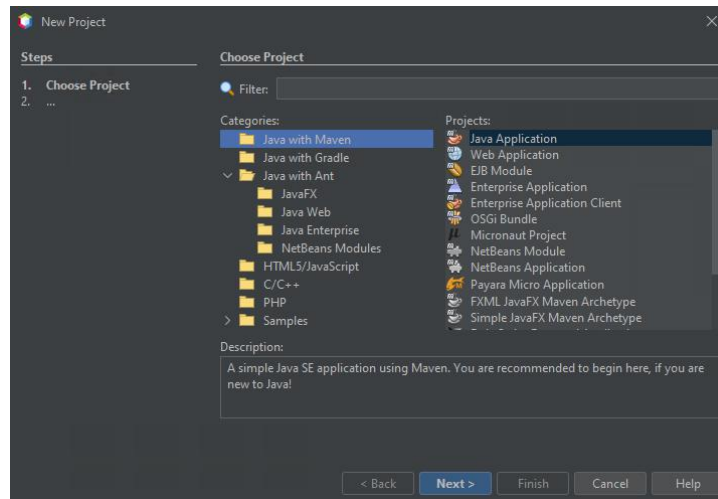 New Project
Steps
1. Choose Project
2. ...
Choose Project
Filter:
Categories:
Java with Maven
Java with Gradle
Java with Ant
JavaFX
Java Web
Java Enterprise
NetBeans Modules
HTML5/JavaScript
C/C++
PHP
Samples
Projects:
Java Application
Web Application
EJB Module
Enterprise Application
Enterprise Application Client
OSGi Bundle
Micronaut Project
NetBeans Module
NetBeans Application
Payara Micro Application
FXML JavaFX Maven Archetype
Simple JavaFX Maven Archetype
Description:
A simple Java SE application using Maven. You are recommended to begin here, if you are
new to Java!
< Back
Next >
Finish
Cancel
Help